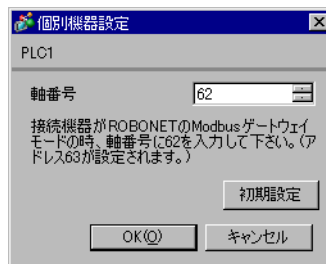 個別機器設定
PLC1
軸番号 62
接続機器がROBONETのModbusゲートウェイ
モードの時、軸番号に62を入力して下さい。(ア
ドレス63が設定されます。)
初期設定
OK(O) キャンセル